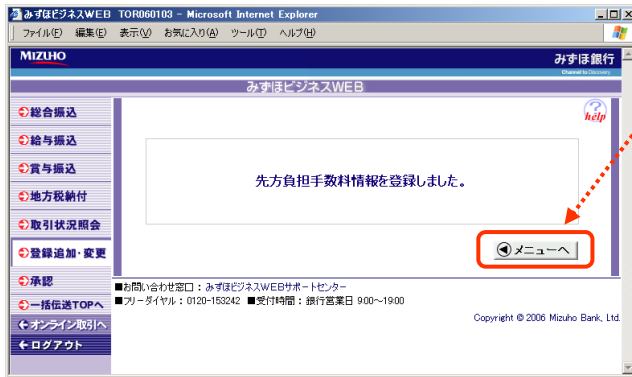 みずほビジネスWEB TOR060103 - Microsoft Internet Explorer
ファイル(F) 編集(E) 表示(V) お気に入り(A) ツール(T) ヘルプ(H)
MIZUHO
みずほ銀行
Channel to Discovery
みずほビジネスWEB
help
総合振込
給与振込
賞与振込
地方税納付
取引状況照会
登録追加・変更
承認
一括伝送TOPへ
オンライン取引へ
ログアウト
先方負担手数料情報を登録しました。
メニューへ
■お問い合わせ窓口:みずほビジネスWEBサポートセンター
■フリーダイヤル:0120-153242 ■受付時間:銀行営業日 9:00～19:00
Copyright © 2006 Mizuho Bank, Ltd.